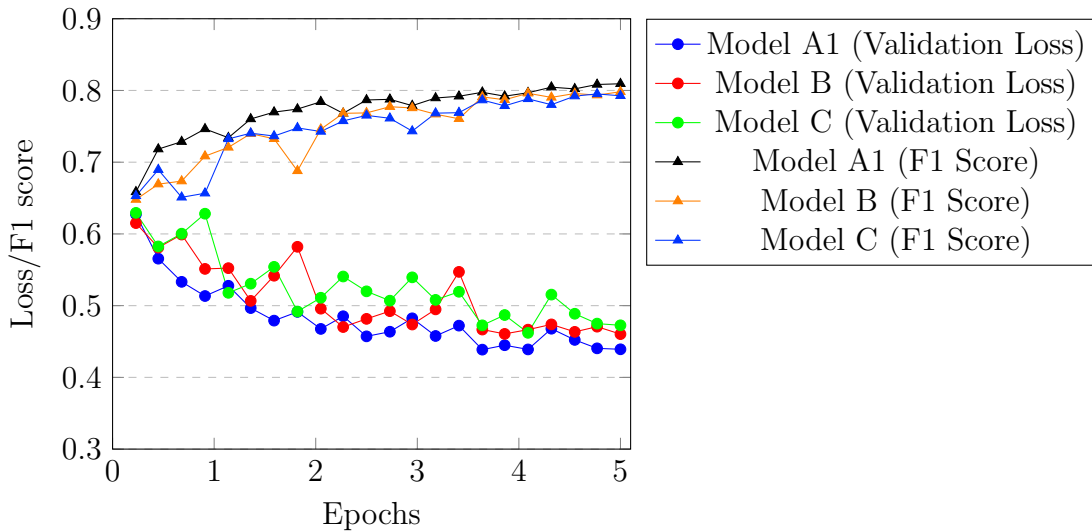 0.9
0.8
0.7
0.6
0.5
0.4
0.3
Loss/F1 score
0 1 2 3 4 5
Epochs
Model A1 (Validation Loss)
Model B (Validation Loss)
Model C (Validation Loss)
Model A1 (F1 Score)
Model B (F1 Score)
Model C (F1 Score)